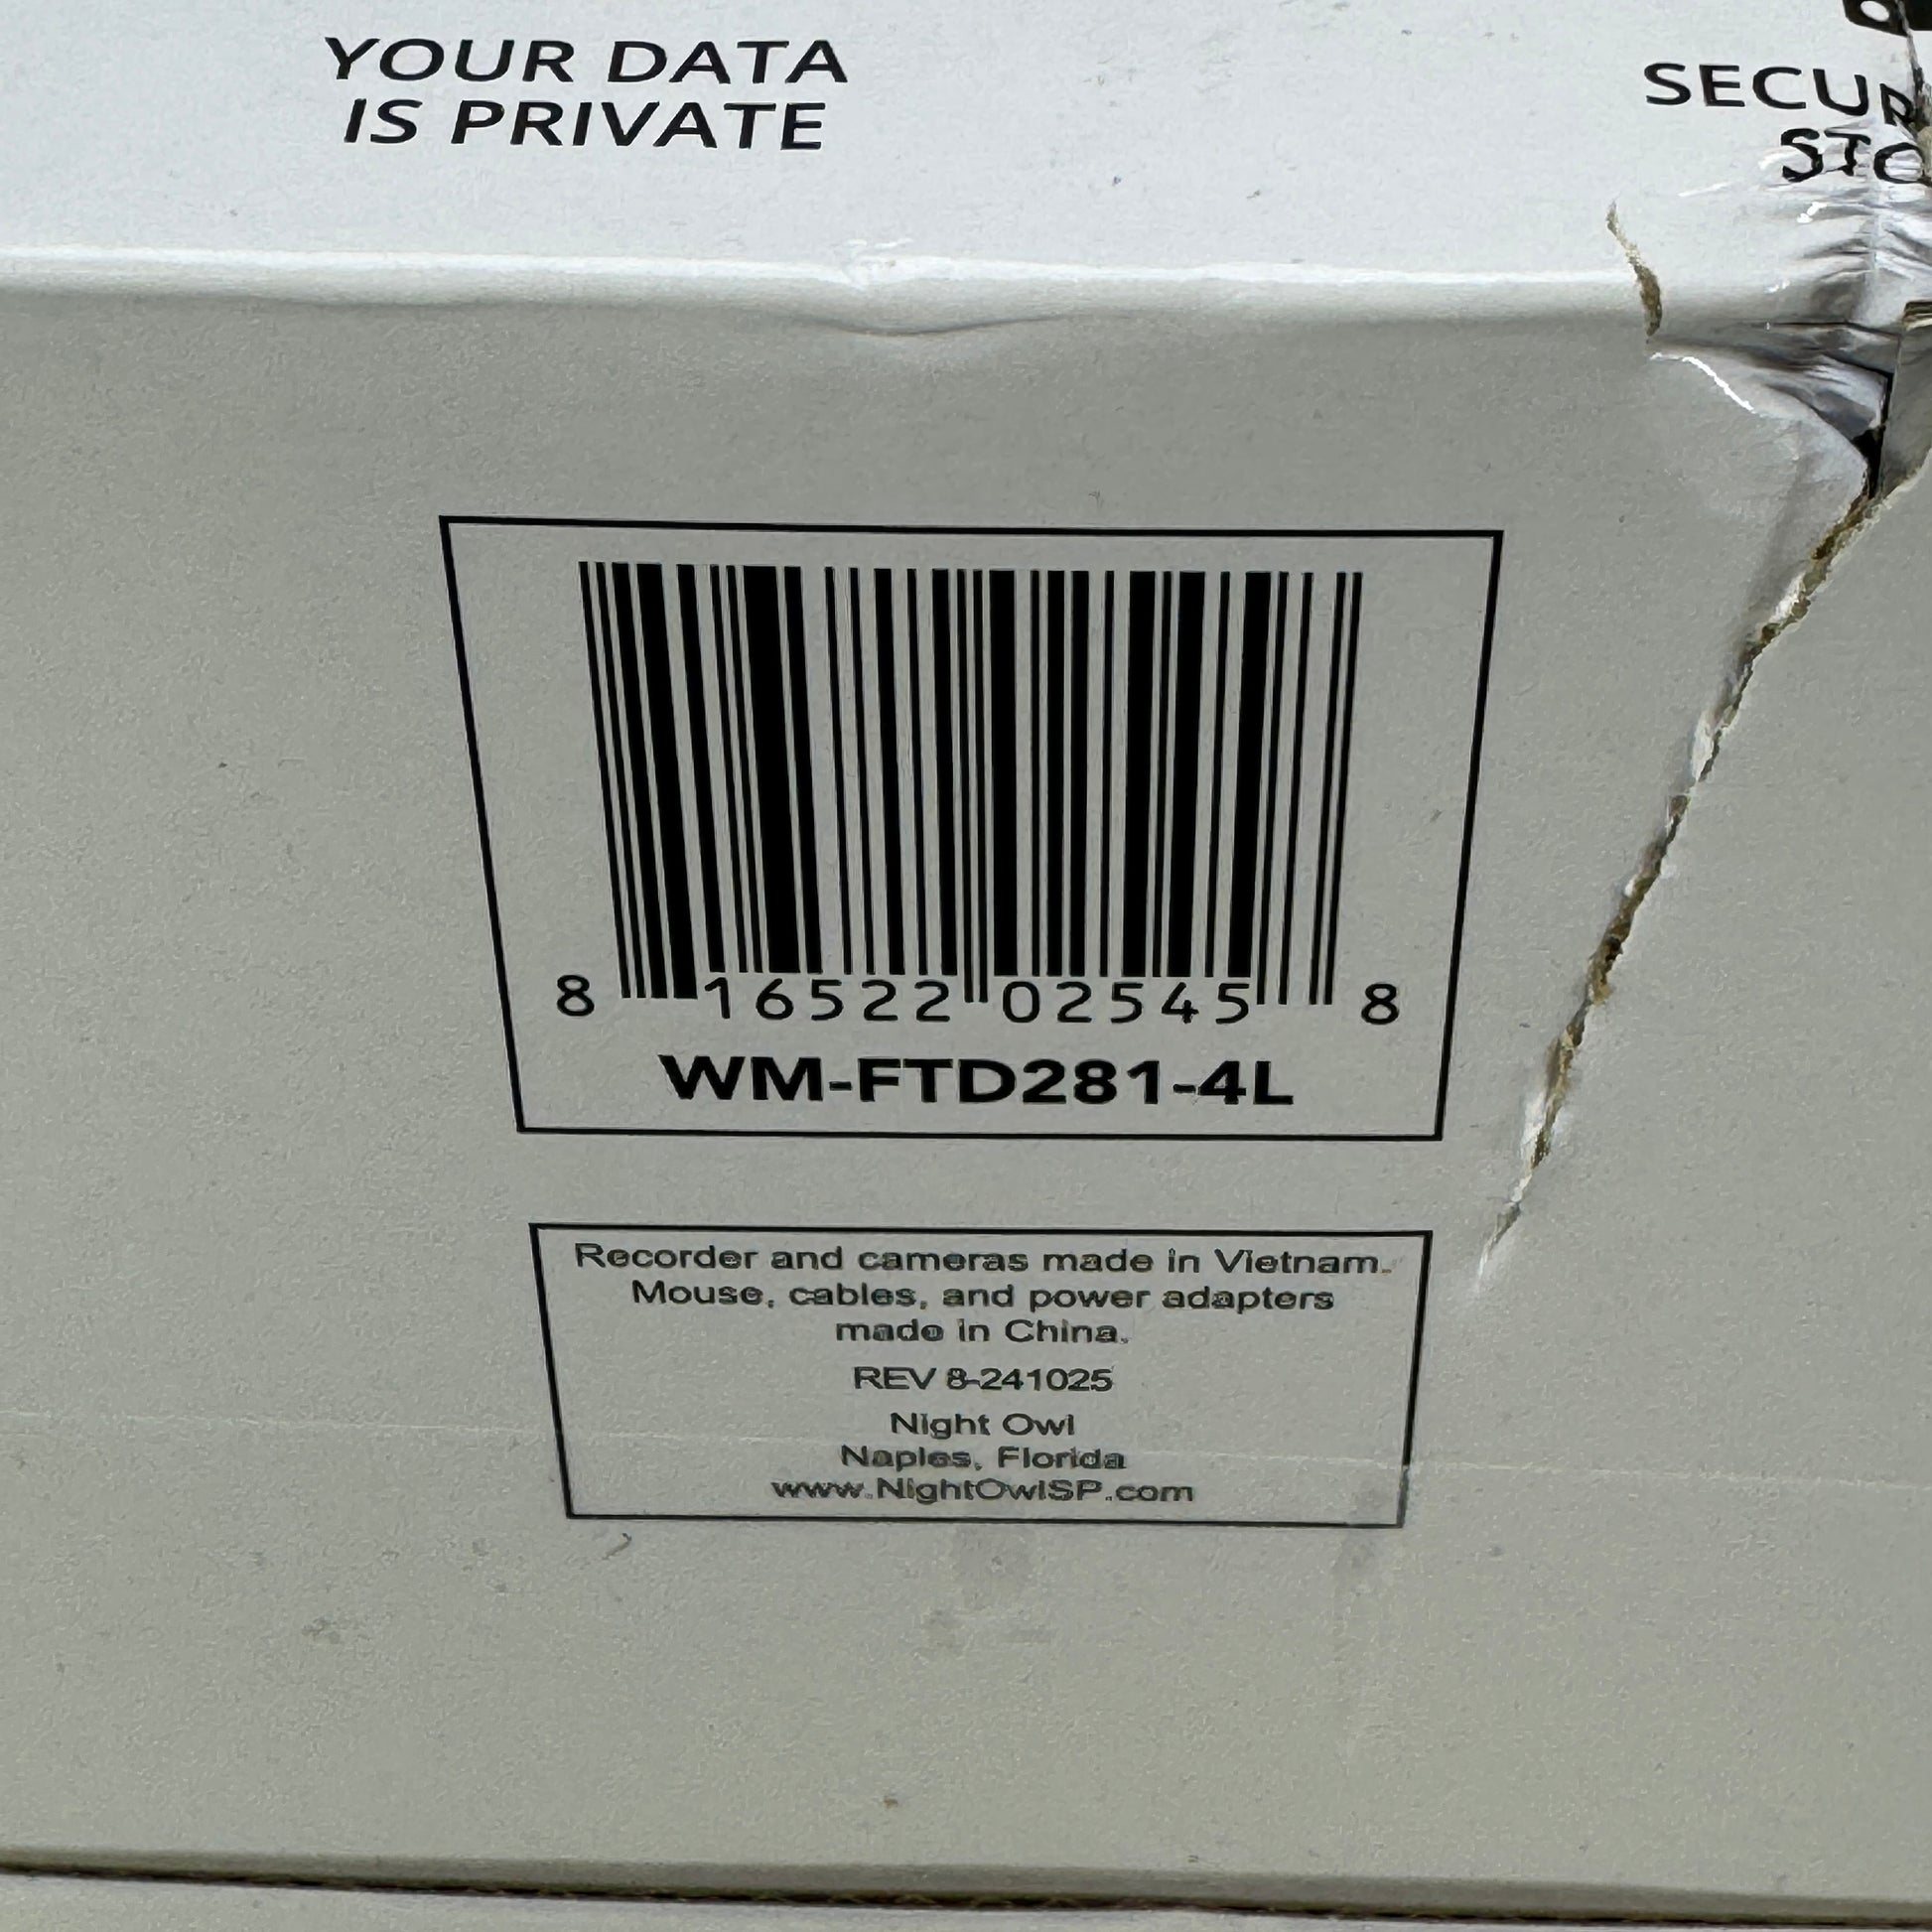 YOUR DATA
IS PRIVATE
8 16522 02545 8
WM-FTD281-4L
Recorder and cameras made in Vietnam.
Mouse, cables, and power adapters
made in China.
REV 8-241025
Night Owl
Naples, Florida
www.NightOwlSP.com